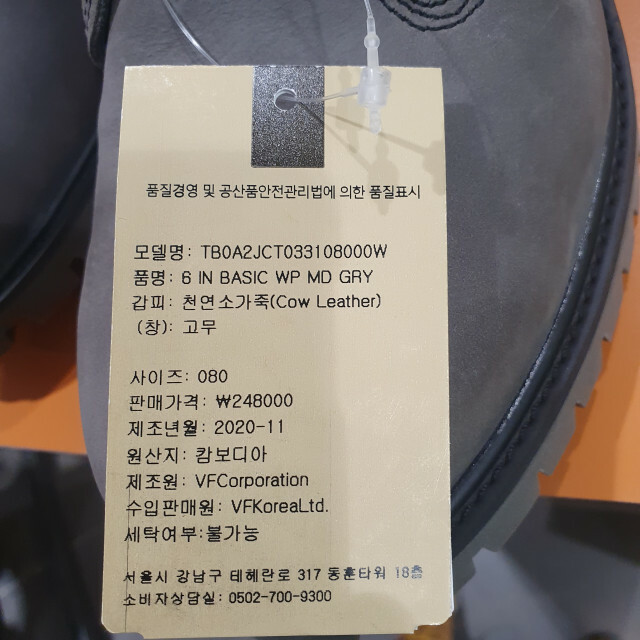 품질경영 및 공산품안전관리법에 의한 품질표시
모델명: TB0A2JCT033108000W
품명: 6 IN BASIC WP MD GRY
갑피: 천연소가죽(Cow Leather)
(창): 고무
사이즈: 080
판매가격: ₩248000
제조년월: 2020-11
원산지: 캄보디아
제조원: VFCorporation
수입판매원: VFKoreaLtd.
세탁여부:불가능
서울시 강남구 테헤란로 317 동훈타워 18층
소비자상담실: 0502-700-9300